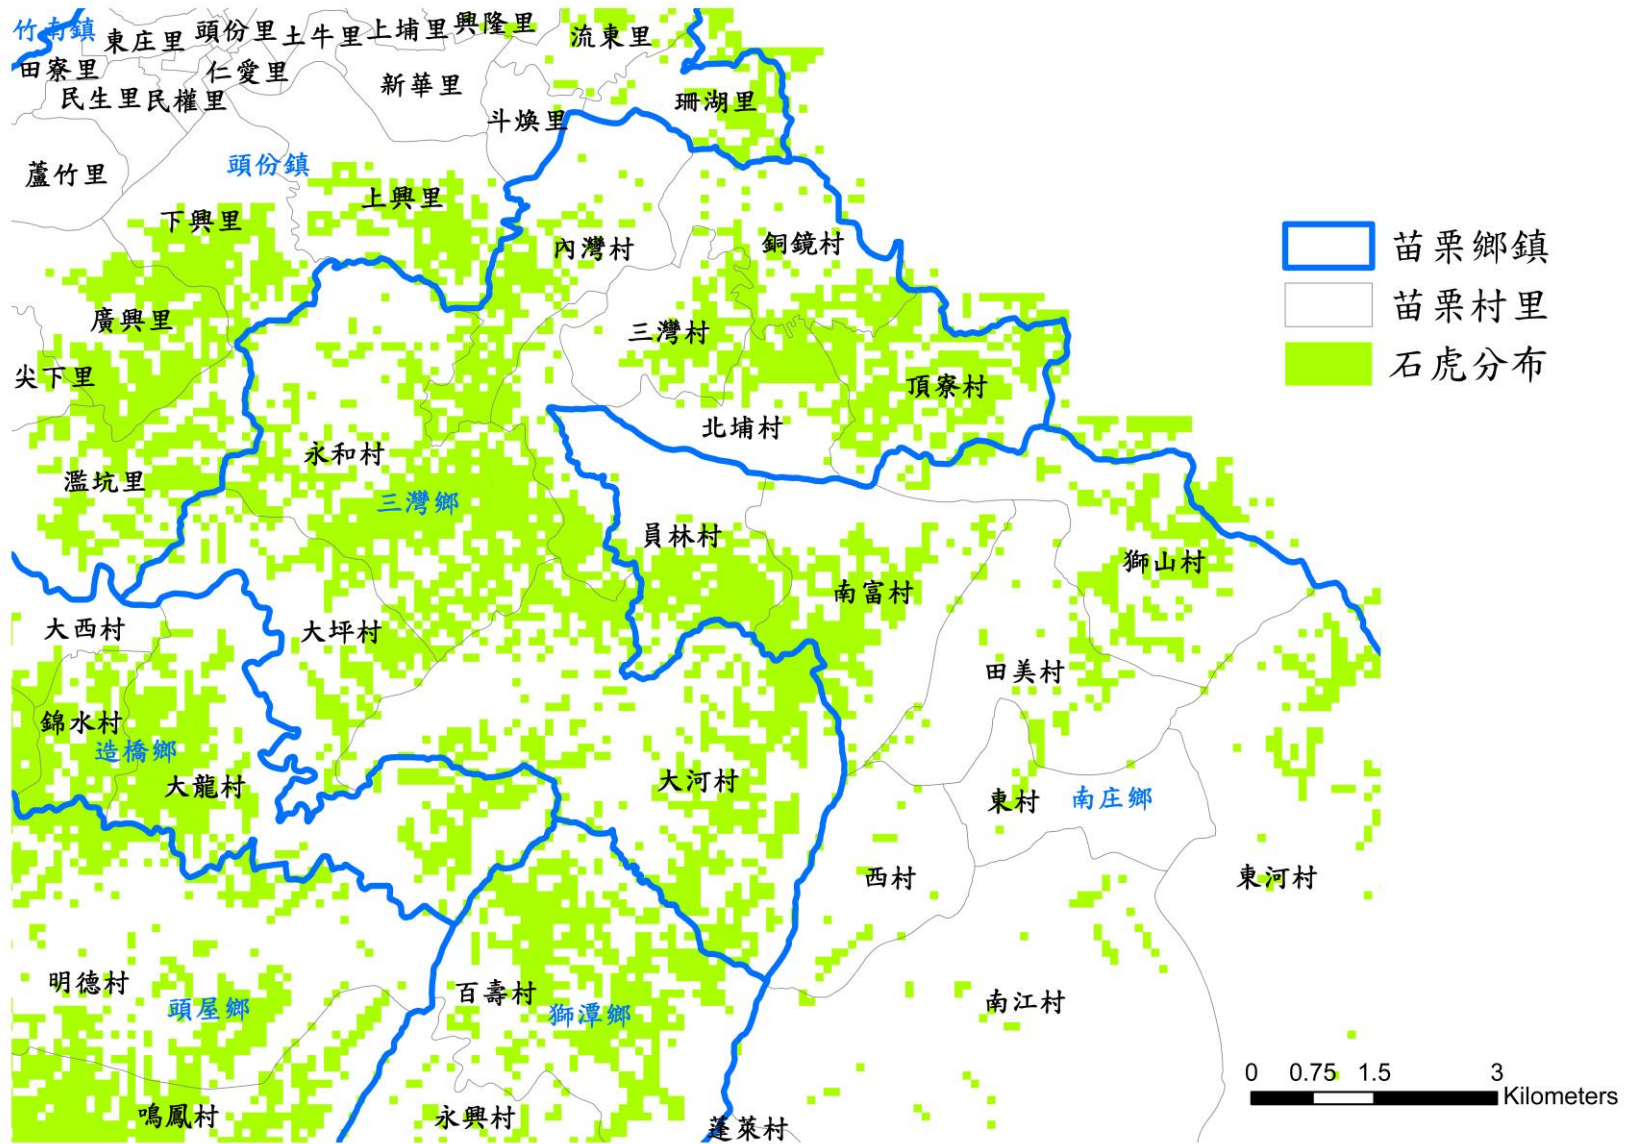 竹南鎮
東庄里
頭份里
土牛里
上埔里
興隆里
流東里
田寮里
仁愛里
新華里
民生里
民權里
斗煥里
珊湖里
蘆竹里
頭份鎮
上興里
下興里
內灣村
銅鏡村
苗栗鄉鎮
苗栗村里
石虎分布
廣興里
三灣村
尖下里
頂寮村
北埔村
永和村
濫坑里
三灣鄉
員林村
獅山村
南富村
大西村
大坪村
田美村
錦水村
造橋鄉
大龍村
大河村
東村
南庄鄉
西村
東河村
明德村
頭屋鄉
百壽村
獅潭鄉
南江村
鳴鳳村
永興村
蓬萊村
0 0.75 1.5 3
Kilometers